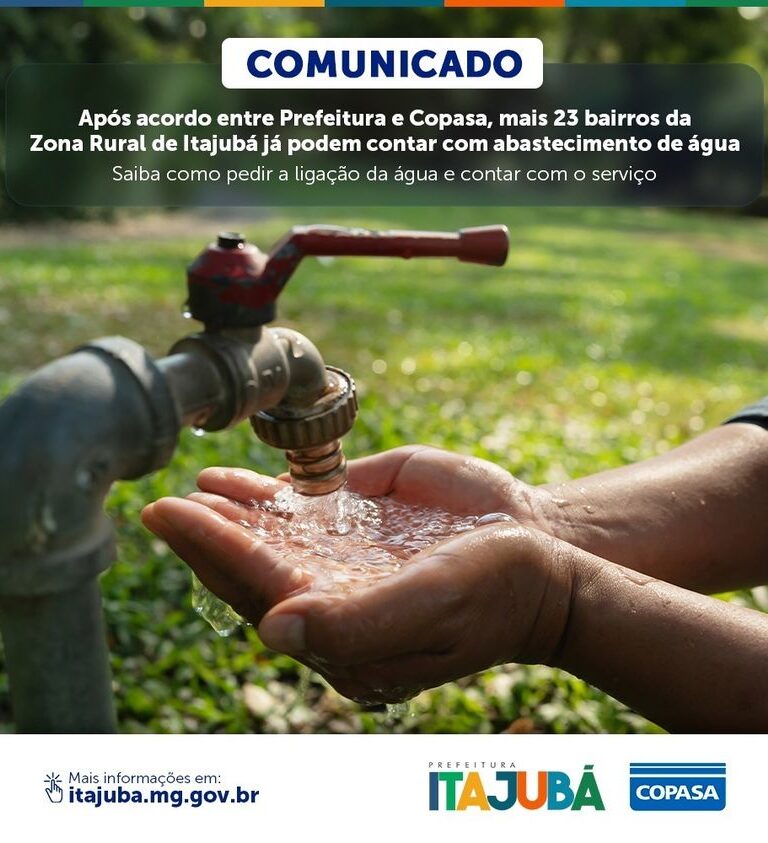 COMUNICADO
Após acordo entre Prefeitura e Copasa, mais 23 bairros da
Zona Rural de Itajubá já podem contar com abastecimento de água
Saiba como pedir a ligação da água e contar com o serviço
Mais informações em:
itajuba.mg.gov.br
PREFEITURA
ITAJUBÁ
COPASA